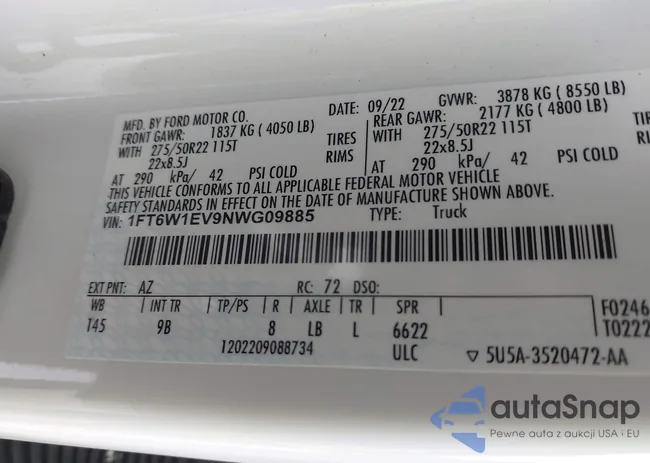 MFD. BY FORD MOTOR CO. DATE: 09/22 GVWR: 3878 KG ( 8550 LB)
FRONT GAWR: 1837 KG ( 4050 LB) REAR GAWR: 2177 KG ( 4800 LB)
WITH 275/50R22 115T TIRES WITH 275/50R22 115T TIRES
22x8.5J RIMS 22x8.5J RIMS
AT 290 kPa/ 42 PSI COLD AT 290 kPa/ 42 PSI COLD
THIS VEHICLE CONFORMS TO ALL APPLICABLE FEDERAL MOTOR VEHICLE
SAFETY STANDARDS IN EFFECT ON THE DATE OF MANUFACTURE SHOWN ABOVE.
VIN: 1FT6W1EV9NWG09885 TYPE: Truck
EXT PNT: AZ RC: 72 DSO:
WB INT TR TP/PS R AXLE TR SPR F0246
T45 9B 8 LB L 6622 T0222
1202209088734 ULC ▽ 5U5A-3520472-AA
autaSnap
Pewne auta z aukcji USA i EU